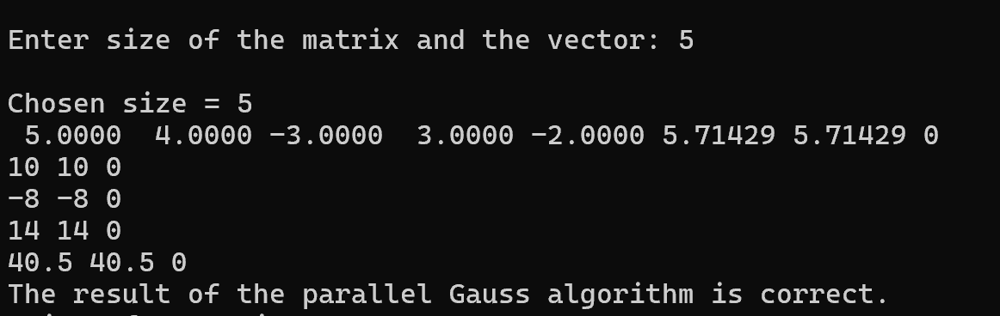 Enter size of the matrix and the vector: 5
Chosen size = 5
5.0000 4.0000 -3.0000 3.0000 -2.0000 5.71429 5.71429 0
10 10 0
-8 -8 0
14 14 0
40.5 40.5 0
The result of the parallel Gauss algorithm is correct.